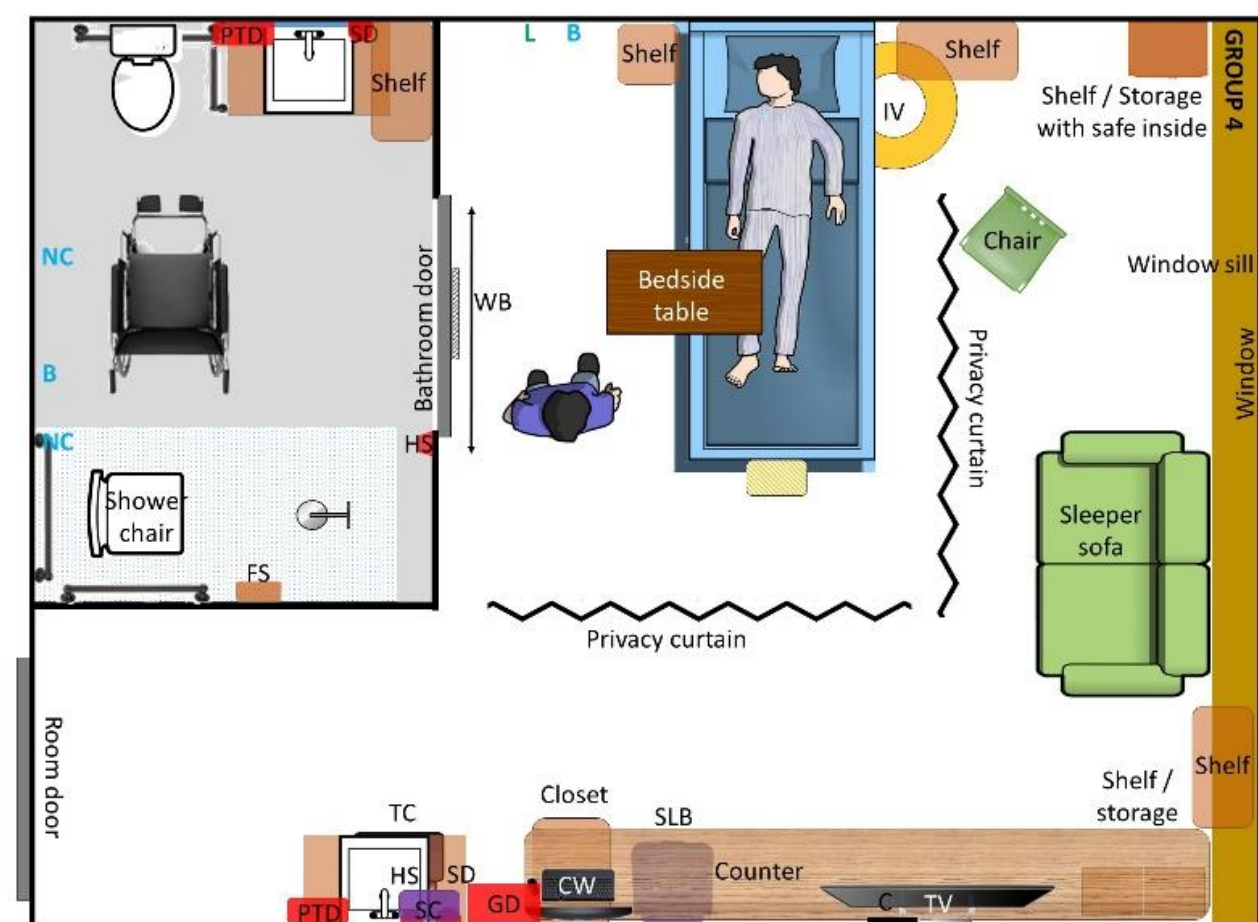 PTD
SD
Shelf
L
B
Shelf
Shelf
IV
Shelf / Storage
with safe inside
GROUP 4
NC
B
NC
Bathroom door
WB
HS
Bedside
table
Chair
Window sill
Window
Privacy curtain
Shower
chair
FS
Sleeper
sofa
Privacy curtain
Room door
Shelf
Shelf /
storage
Closet
TC
SLB
HS
SD
CW
Counter
PTD
SC
GD
C
TV